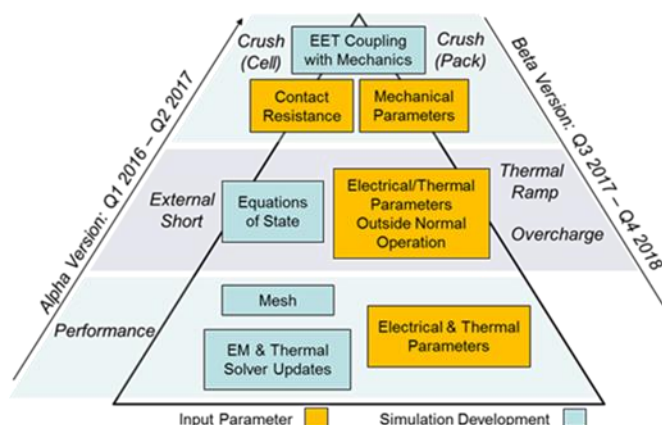 Crush
(Cell)
EET Coupling
with Mechanics
Crush
(Pack)
Contact
Resistance
Mechanical
Parameters
Alpha Version: Q1 2016 – Q2 2017
Beta Version: Q3 2017 – Q4 2018
External
Short
Equations
of State
Electrical/Thermal
Parameters
Outside Normal
Operation
Thermal
Ramp
Overcharge
Performance
Mesh
EM & Thermal
Solver Updates
Electrical & Thermal
Parameters
Input Parameter
Simulation Development